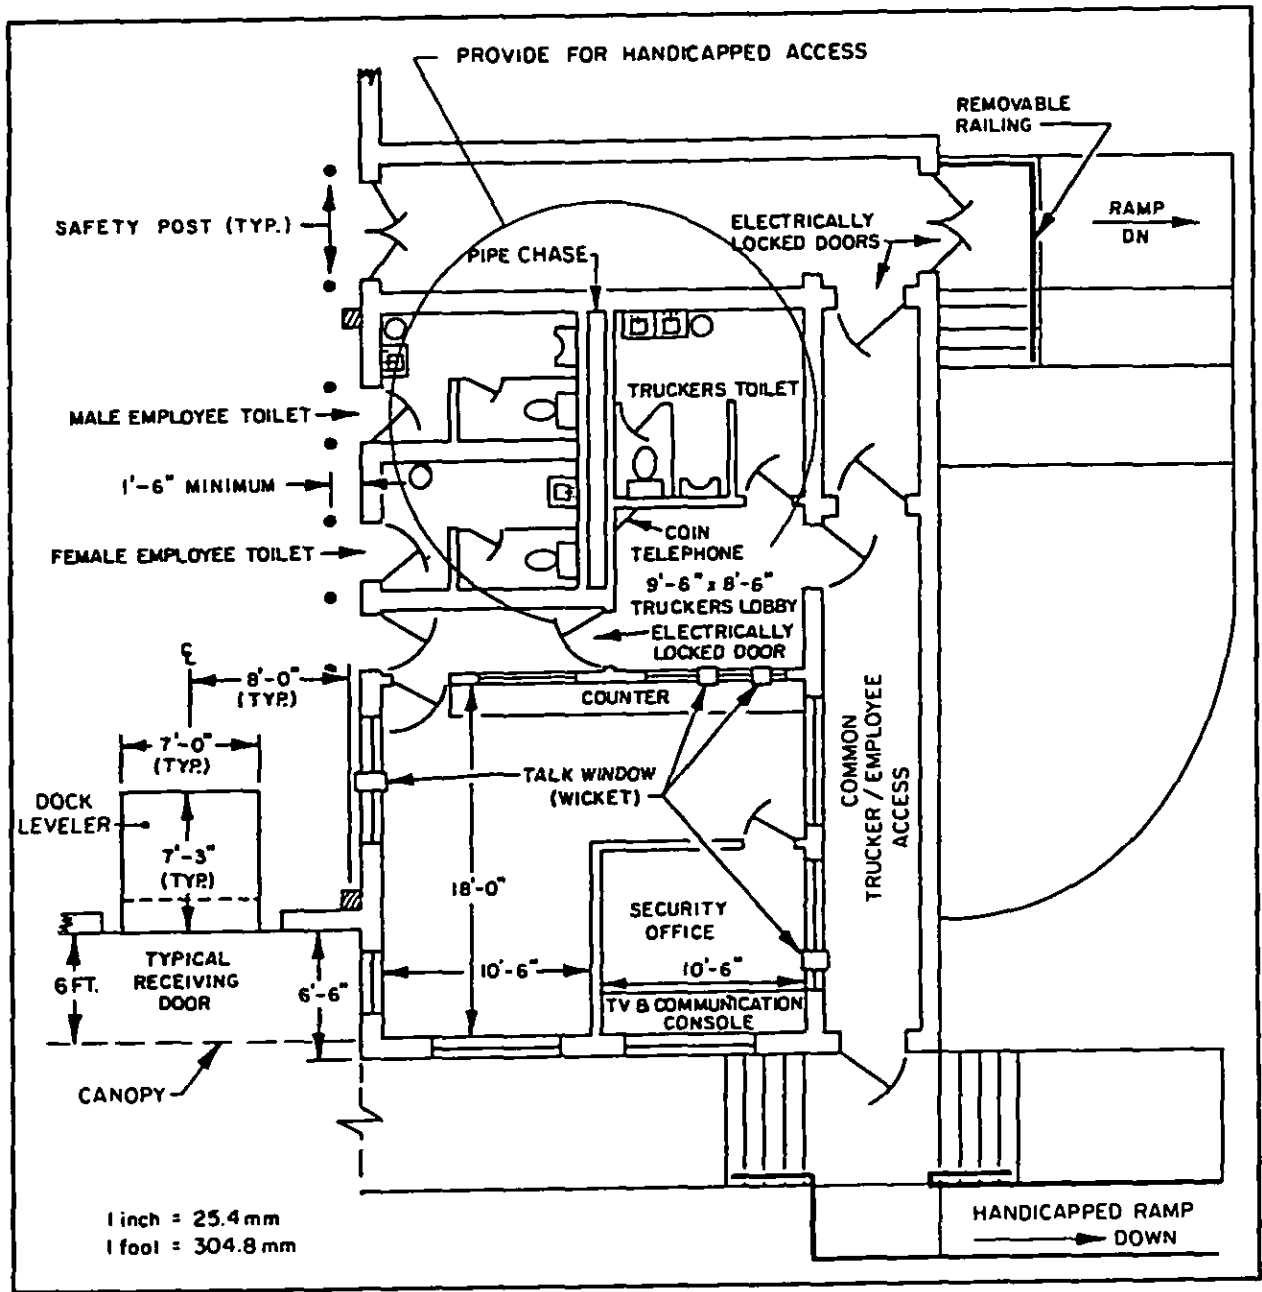 PROVIDE FOR HANDICAPPED ACCESS
REMOVABLE
RAILING
SAFETY POST (TYP.)
ELECTRICALLY
LOCKED DOORS
RAMP
DN
PIPE CHASE
TRUCKERS TOILET
MALE EMPLOYEE TOILET
1'-6" MINIMUM
COIN
TELEPHONE
FEMALE EMPLOYEE TOILET
9'-6" x 8'-6"
TRUCKERS LOBBY
ELECTRICALLY
LOCKED DOOR
℄
8'-0"
(TYP.)
COUNTER
7'-0"
(TYP.)
TALK WINDOW
(WICKET)
COMMON
TRUCKER / EMPLOYEE
ACCESS
DOCK
LEVELER
7'-3"
(TYP.)
18'-0"
SECURITY
OFFICE
TYPICAL
RECEIVING
DOOR
6 FT.
6'-6"
10'-6"
10'-6"
TV & COMMUNICATION
CONSOLE
CANOPY
1 inch = 25.4 mm
1 foot = 304.8 mm
HANDICAPPED RAMP
DOWN